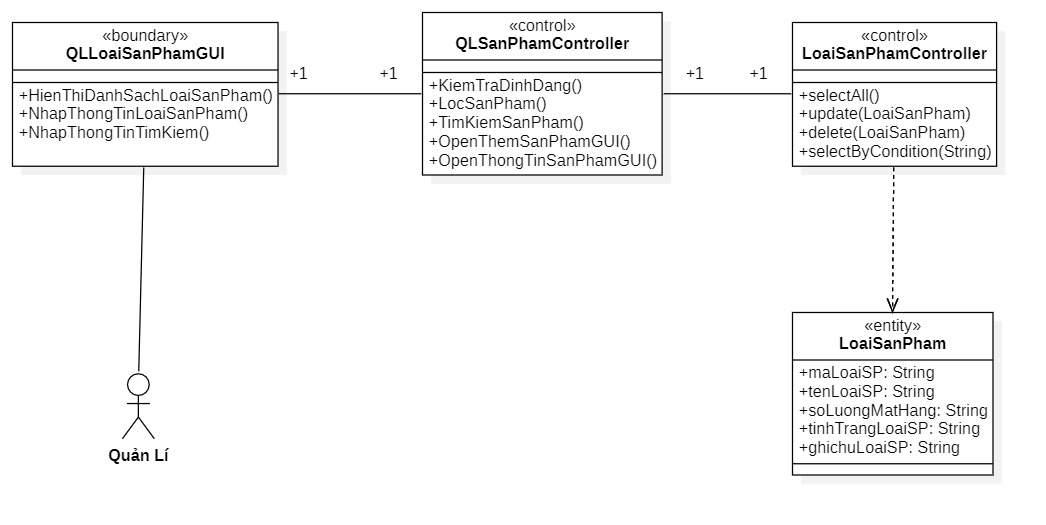 «boundary»
QLLoaiSanPhamGUI
+HienThiDanhSachLoaiSanPham()
+NhapThongTinLoaiSanPham()
+NhapThongTinTimKiem()
+1
+1
«control»
QLSanPhamController
+KiemTraDinhDang()
+LocSanPham()
+TimKiemSanPham()
+OpenThemSanPhamGUI()
+OpenThongTinSanPhamGUI()
+1
+1
«control»
LoaiSanPhamController
+selectAll()
+update(LoaiSanPham)
+delete(LoaiSanPham)
+selectByCondition(String)
«entity»
LoaiSanPham
+maLoaiSP: String
+tenLoaiSP: String
+soLuongMatHang: String
+tinhTrangLoaiSP: String
+ghichuLoaiSP: String
Quản Lí